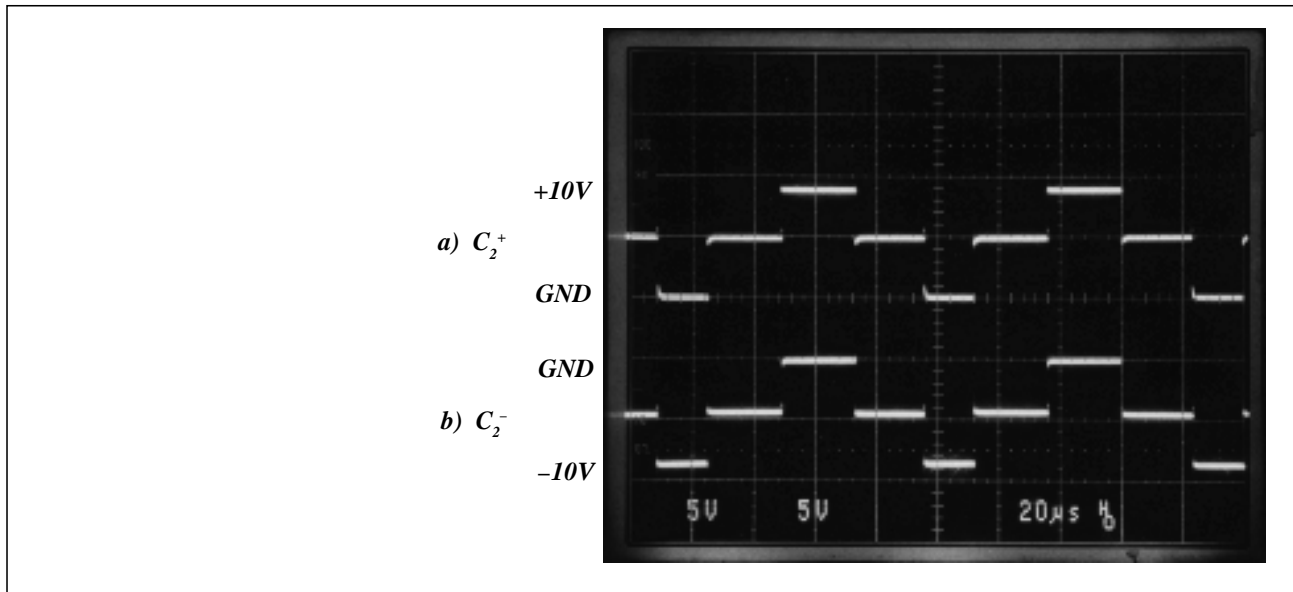 +10V
a) C₂⁺
GND
GND
b) C₂⁻
–10V
5V 5V 20µs